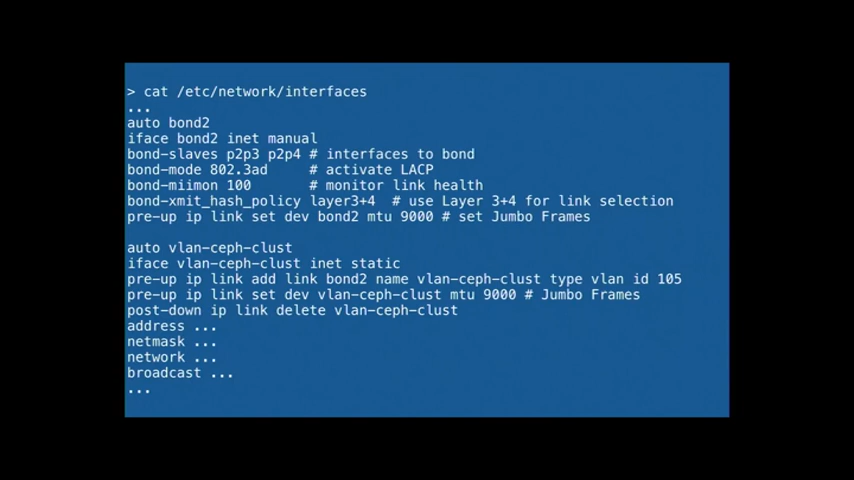 > cat /etc/network/interfaces
...
auto bond2
iface bond2 inet manual
bond-slaves p2p3 p2p4 # interfaces to bond
bond-mode 802.3ad     # activate LACP
bond-miimon 100       # monitor link health
bond-xmit_hash_policy layer3+4  # use Layer 3+4 for link selection
pre-up ip link set dev bond2 mtu 9000 # set Jumbo Frames

auto vlan-ceph-clust
iface vlan-ceph-clust inet static
pre-up ip link add link bond2 name vlan-ceph-clust type vlan id 105
pre-up ip link set dev vlan-ceph-clust mtu 9000 # Jumbo Frames
post-down ip link delete vlan-ceph-clust
address ...
netmask ...
network ...
broadcast ...
...